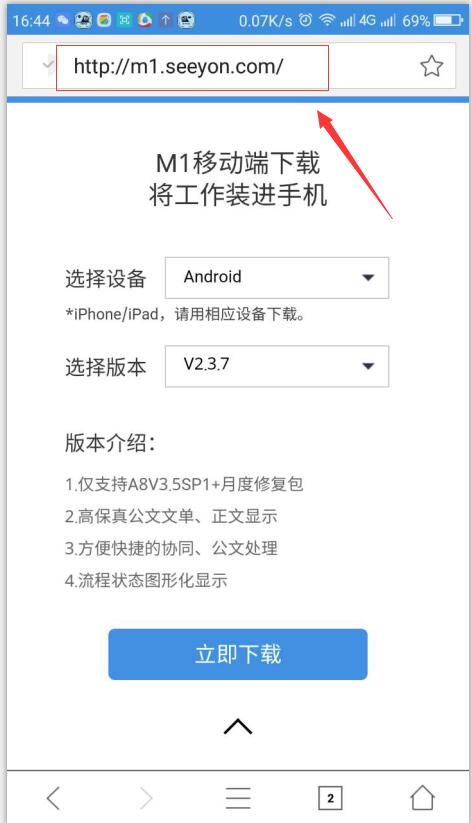 16:44 0.07K/s 4G 69%
http://m1.seeyon.com/
M1移动端下载
将工作装进手机
选择设备 Android
*iPhone/iPad，请用相应设备下载。
选择版本 V2.3.7
版本介绍：
1.仅支持A8V3.5SP1+月度修复包
2.高保真公文文单、正文显示
3.方便快捷的协同、公文处理
4.流程状态图形化显示
立即下载
2